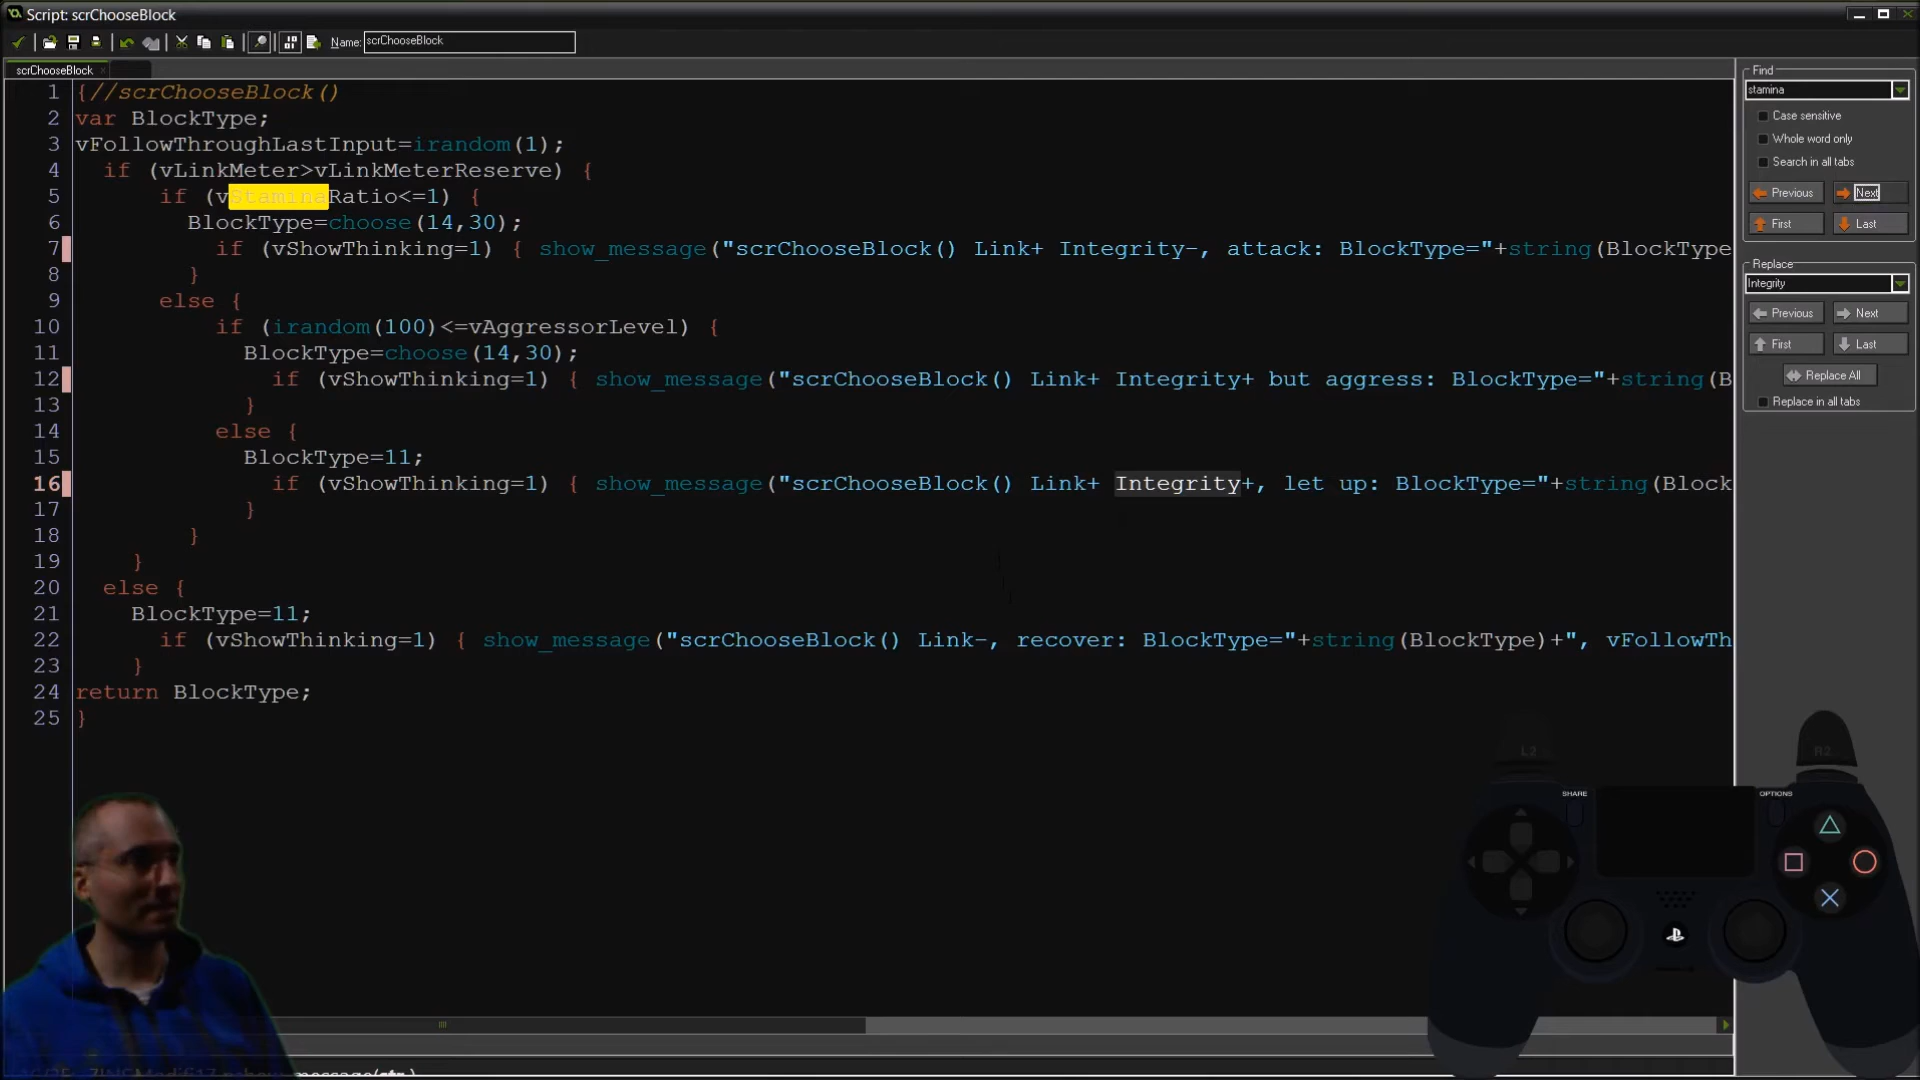 Script: scrChooseBlock
Name: scrChooseBlock
scrChooseBlock
1 {//scrChooseBlock()
2 var BlockType;
3 vFollowThroughLastInput=irandom(1);
4 if (vLinkMeter>vLinkMeterReserve) {
5 if (vStaminaRatio<=1) {
6 BlockType=choose(14,30);
7 if (vShowThinking=1) { show_message("scrChooseBlock() Link+ Integrity-, attack: BlockType="+string(BlockType
8 }
9 else {
10 if (irandom(100)<=vAggressorLevel) {
11 BlockType=choose(14,30);
12 if (vShowThinking=1) { show_message("scrChooseBlock() Link+ Integrity+ but aggress: BlockType="+string(B
13 }
14 else {
15 BlockType=11;
16 if (vShowThinking=1) { show_message("scrChooseBlock() Link+ Integrity+, let up: BlockType="+string(Block
17 }
18 }
19 }
20 else {
21 BlockType=11;
22 if (vShowThinking=1) { show_message("scrChooseBlock() Link-, recover: BlockType="+string(BlockType)+", vFollowTh
23 }
24 return BlockType;
25 }
Find
stamina
Case sensitive
Whole word only
Search in all tabs
Previous Next
First Last
Replace
Integrity
Previous Next
First Last
Replace All
Replace in all tabs
L2 R2
SHARE OPTIONS